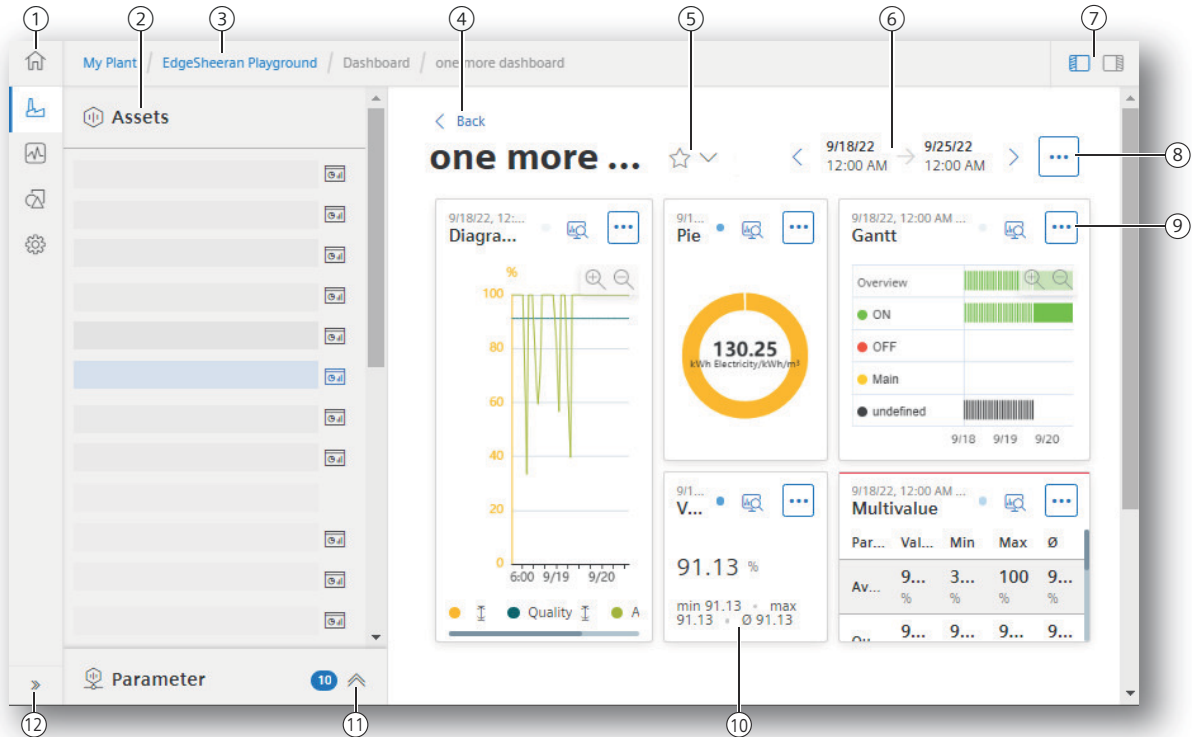 1 2 3 4 5 6 7
My Plant / EdgeSheeran Playground / Dashboard / one more dashboard
Assets
Back
one more ...
9/18/22 9/25/22
12:00 AM 12:00 AM
... 8
9/18/22, 12:...
Diagra...
...
%
100
80
60
40
20
0
6:00 9/19 9/20
Quality A
9/1...
Pie
...
130.25
kWh Electricity/kWh/m³
9/18/22, 12:00 AM ...
Gantt
... 9
Overview
ON
OFF
Main
undefined
9/18 9/19 9/20
9/1...
V...
...
91.13 %
min 91.13 • max
91.13 • Ø 91.13
9/18/22, 12:00 AM ...
Multivalue
...
Par... Val... Min Max Ø
Av... 9... 3... 100 9...
% % % %
9... 9... 9... 9...
Parameter 10
12 11 10